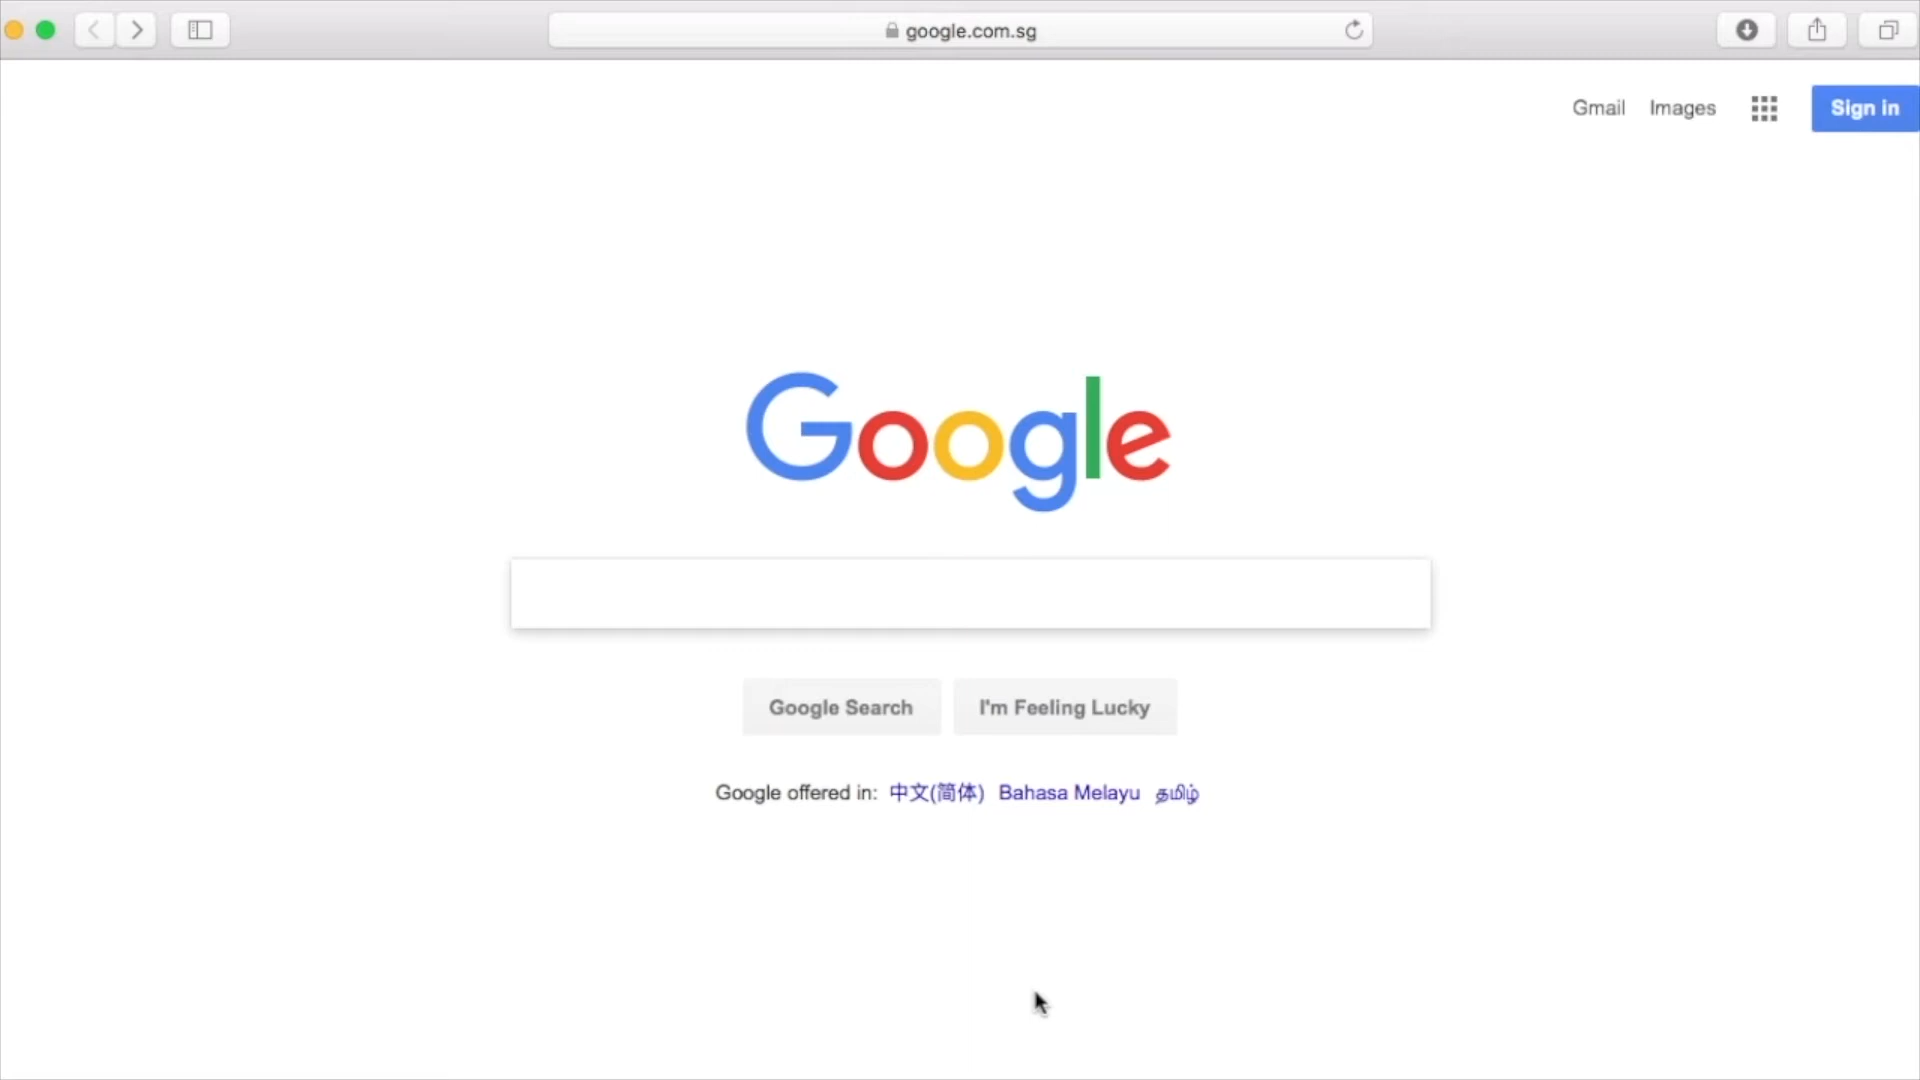 google.com.sg
Gmail Images Sign in
Google
Google Search I'm Feeling Lucky
Google offered in: 中文(简体) Bahasa Melayu தமிழ்